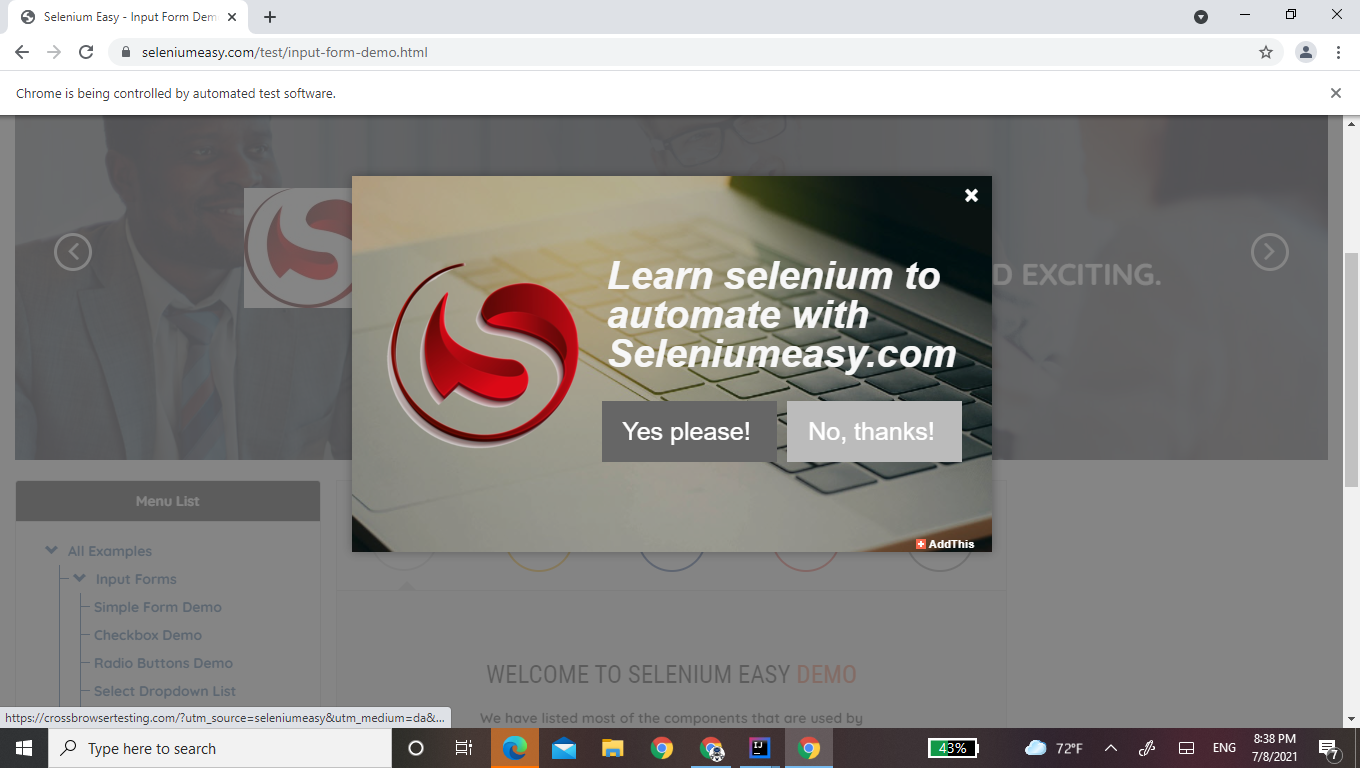 Selenium Easy - Input Form Dem
seleniumeasy.com/test/input-form-demo.html
Chrome is being controlled by automated test software.
D EXCITING.
Learn selenium to
automate with
Seleniumeasy.com
Yes please!
No, thanks!
AddThis
Menu List
All Examples
Input Forms
Simple Form Demo
Checkbox Demo
Radio Buttons Demo
Select Dropdown List
WELCOME TO SELENIUM EASY DEMO
We have listed most of the components that are used by
https://crossbrowsertesting.com/?utm_source=seleniumeasy&utm_medium=da&...
Type here to search
43%
72°F
ENG
8:38 PM
7/8/2021
7